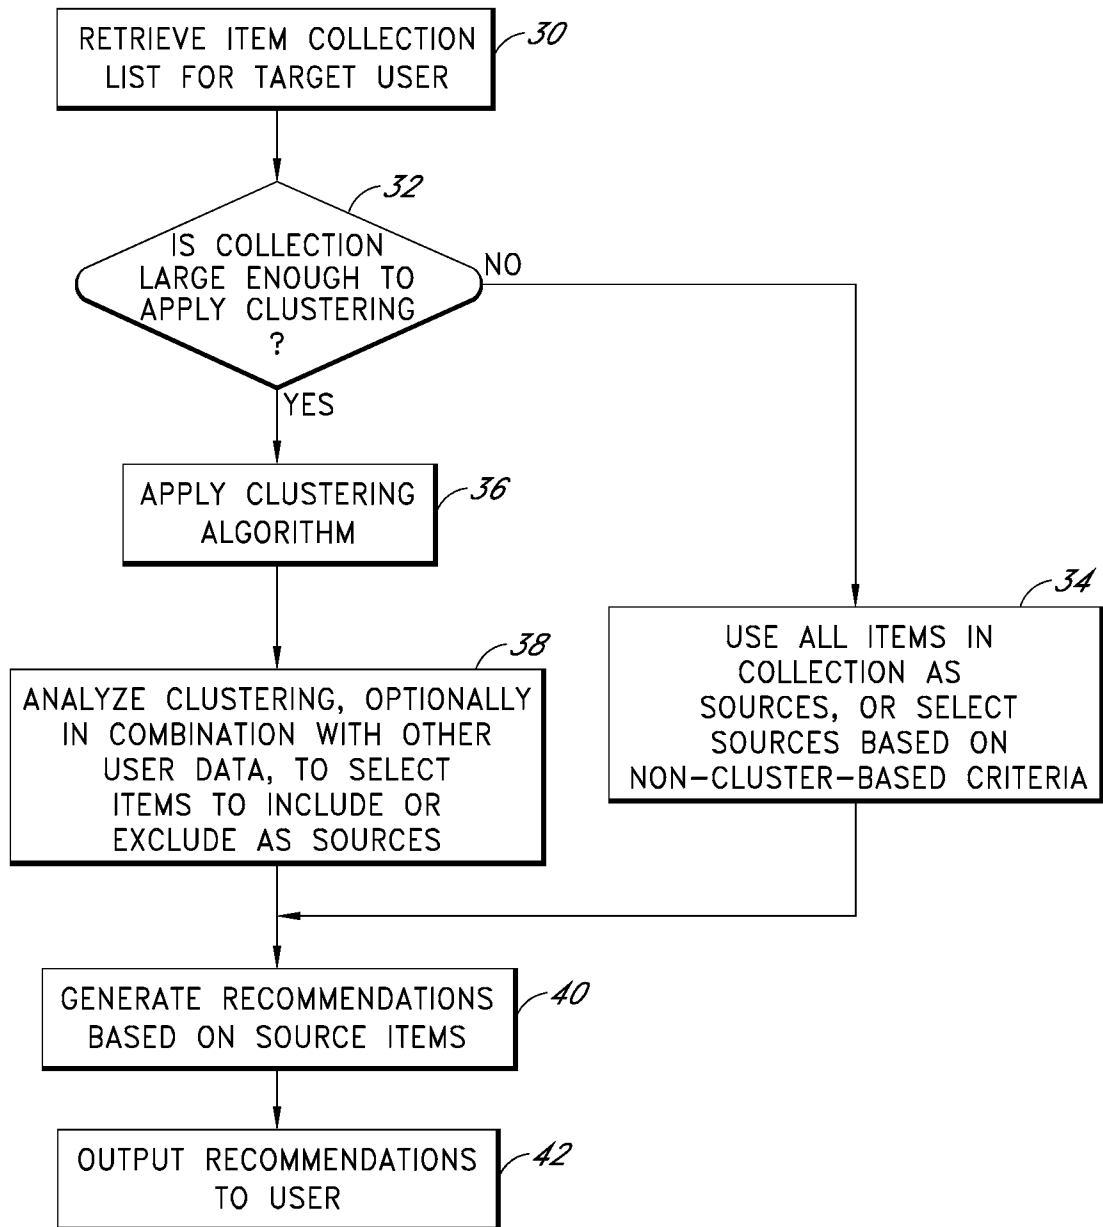 RETRIEVE ITEM COLLECTION
LIST FOR TARGET USER
30
32
IS COLLECTION
LARGE ENOUGH TO
APPLY CLUSTERING
?
NO
YES
APPLY CLUSTERING
ALGORITHM
36
34
USE ALL ITEMS IN
COLLECTION AS
SOURCES, OR SELECT
SOURCES BASED ON
NON-CLUSTER-BASED CRITERIA
38
ANALYZE CLUSTERING, OPTIONALLY
IN COMBINATION WITH OTHER
USER DATA, TO SELECT
ITEMS TO INCLUDE OR
EXCLUDE AS SOURCES
GENERATE RECOMMENDATIONS
BASED ON SOURCE ITEMS
40
OUTPUT RECOMMENDATIONS
TO USER
42